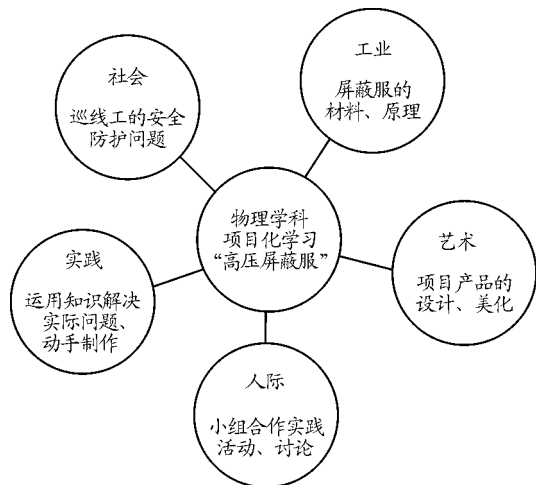 工业
屏蔽服的
材料、原理
社会
巡线工的安全
防护问题
物理学科
项目化学习
“高压屏蔽服”
艺术
项目产品的
设计、美化
实践
运用知识解决
实际问题、
动手制作
人际
小组合作实践
活动、讨论